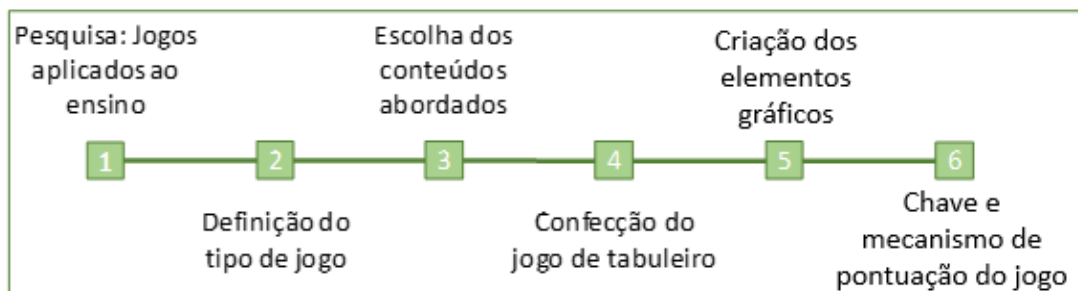 Pesquisa: Jogos
aplicados ao
ensino
Escolha dos
conteúdos
abordados
Criação dos
elementos
gráficos
1
2
3
4
5
6
Definição do
tipo de jogo
Confecção do
jogo de tabuleiro
Chave e
mecanismo de
pontuação do jogo